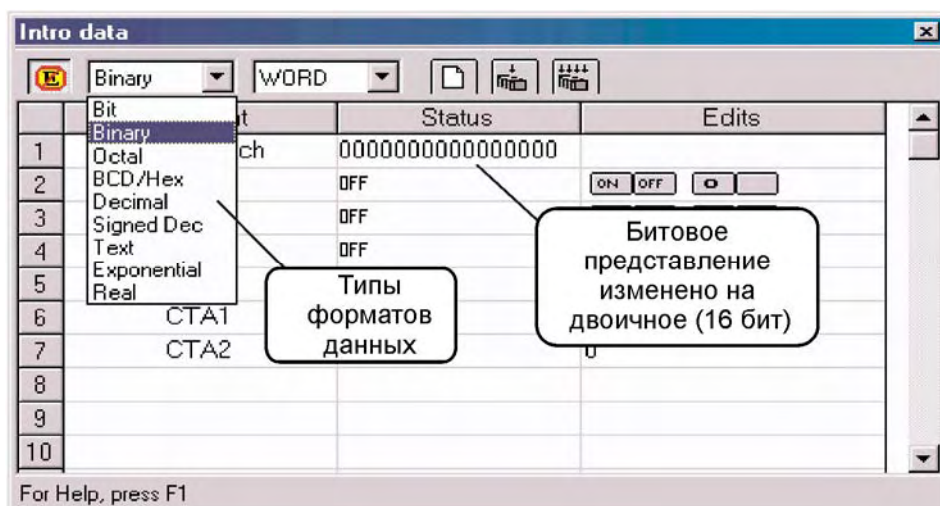 Intro data
E Binary WORD
Bit
Binary
Octal
BCD/Hex
Decimal
Signed Dec
Text
Exponential
Real
Status Edits
1 0000000000000000
2 OFF ON OFF O
3 OFF
4 OFF
5
6 CTA1
7 CTA2 0
8
9
10
Типы
форматов
данных
Битовое
представление
изменено на
двоичное (16 бит)
For Help, press F1